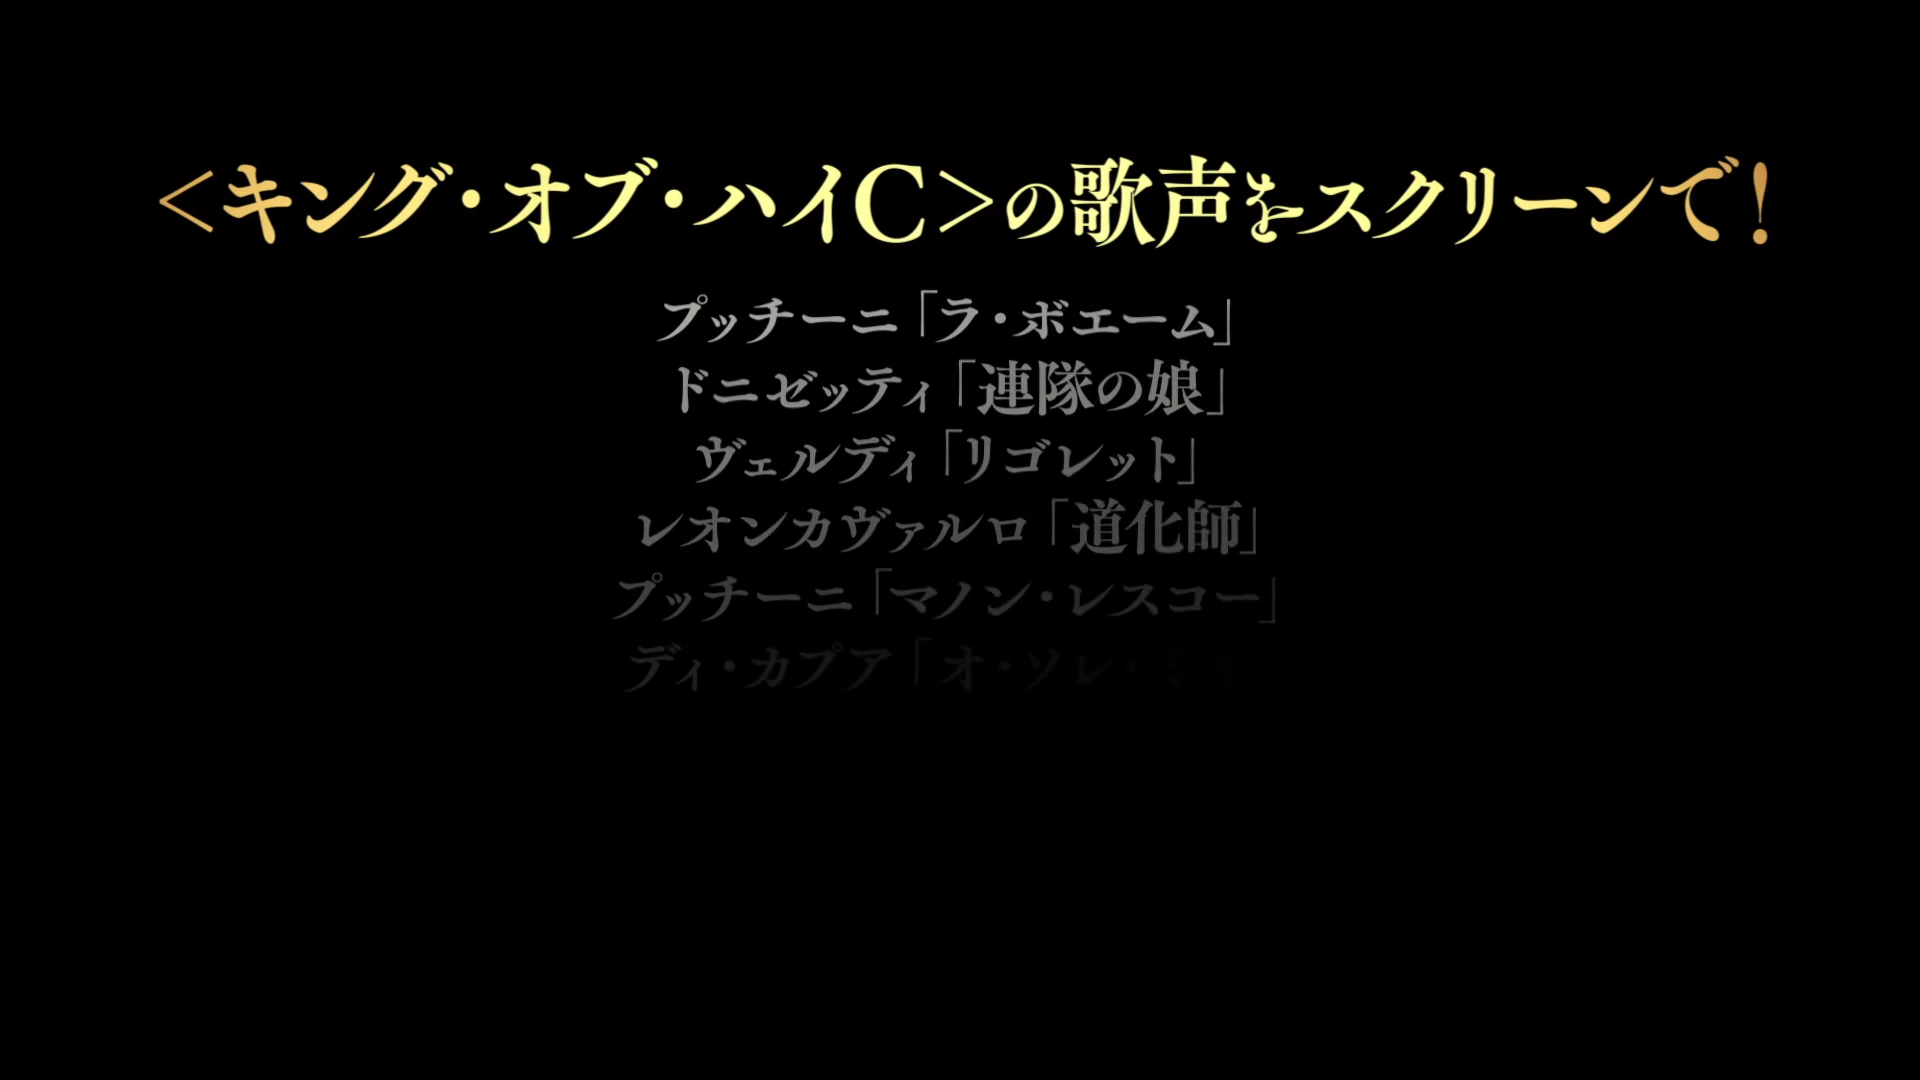 <キング・オブ・ハイC>の歌声をスクリーンで!
プッチーニ「ラ・ボエーム」
ドニゼッティ「連隊の娘」
ヴェルディ「リゴレット」
レオンカヴァルロ「道化師」
プッチーニ「マノン・レスコー」
ディ・カプア「オ・ソレ・